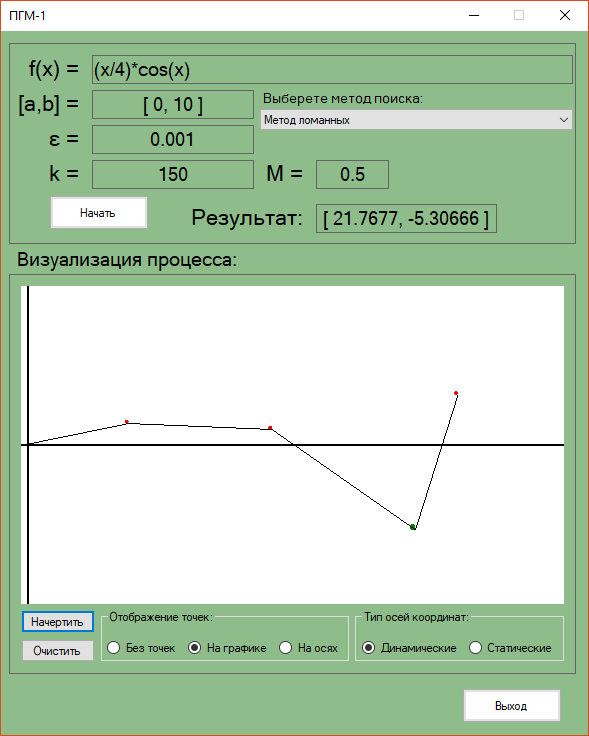 ПГМ-1
f(x) = (x/4)*cos(x)
[a,b] = [ 0, 10 ] Выберете метод поиска:
Метод ломанных
ε = 0.001
k = 150 M = 0.5
Начать Результат: [ 21.7677, -5.30666 ]
Визуализация процесса:
Начертить Отображение точек: Тип осей координат:
Очистить Без точек На графике На осях Динамические Статические
Выход